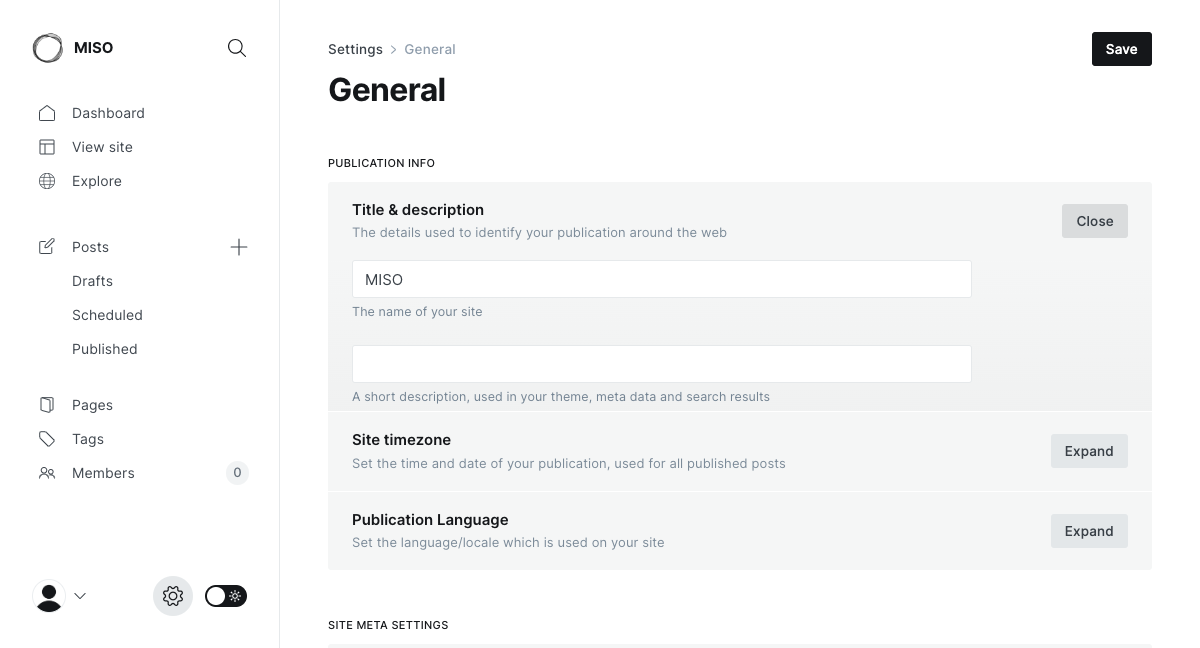 MISO
Dashboard
View site
Explore
Posts
Drafts
Scheduled
Published
Pages
Tags
Members 0
Settings > General
Save
General
PUBLICATION INFO
Title & description
The details used to identify your publication around the web
Close
MISO
The name of your site
A short description, used in your theme, meta data and search results
Site timezone
Set the time and date of your publication, used for all published posts
Expand
Publication Language
Set the language/locale which is used on your site
Expand
SITE META SETTINGS